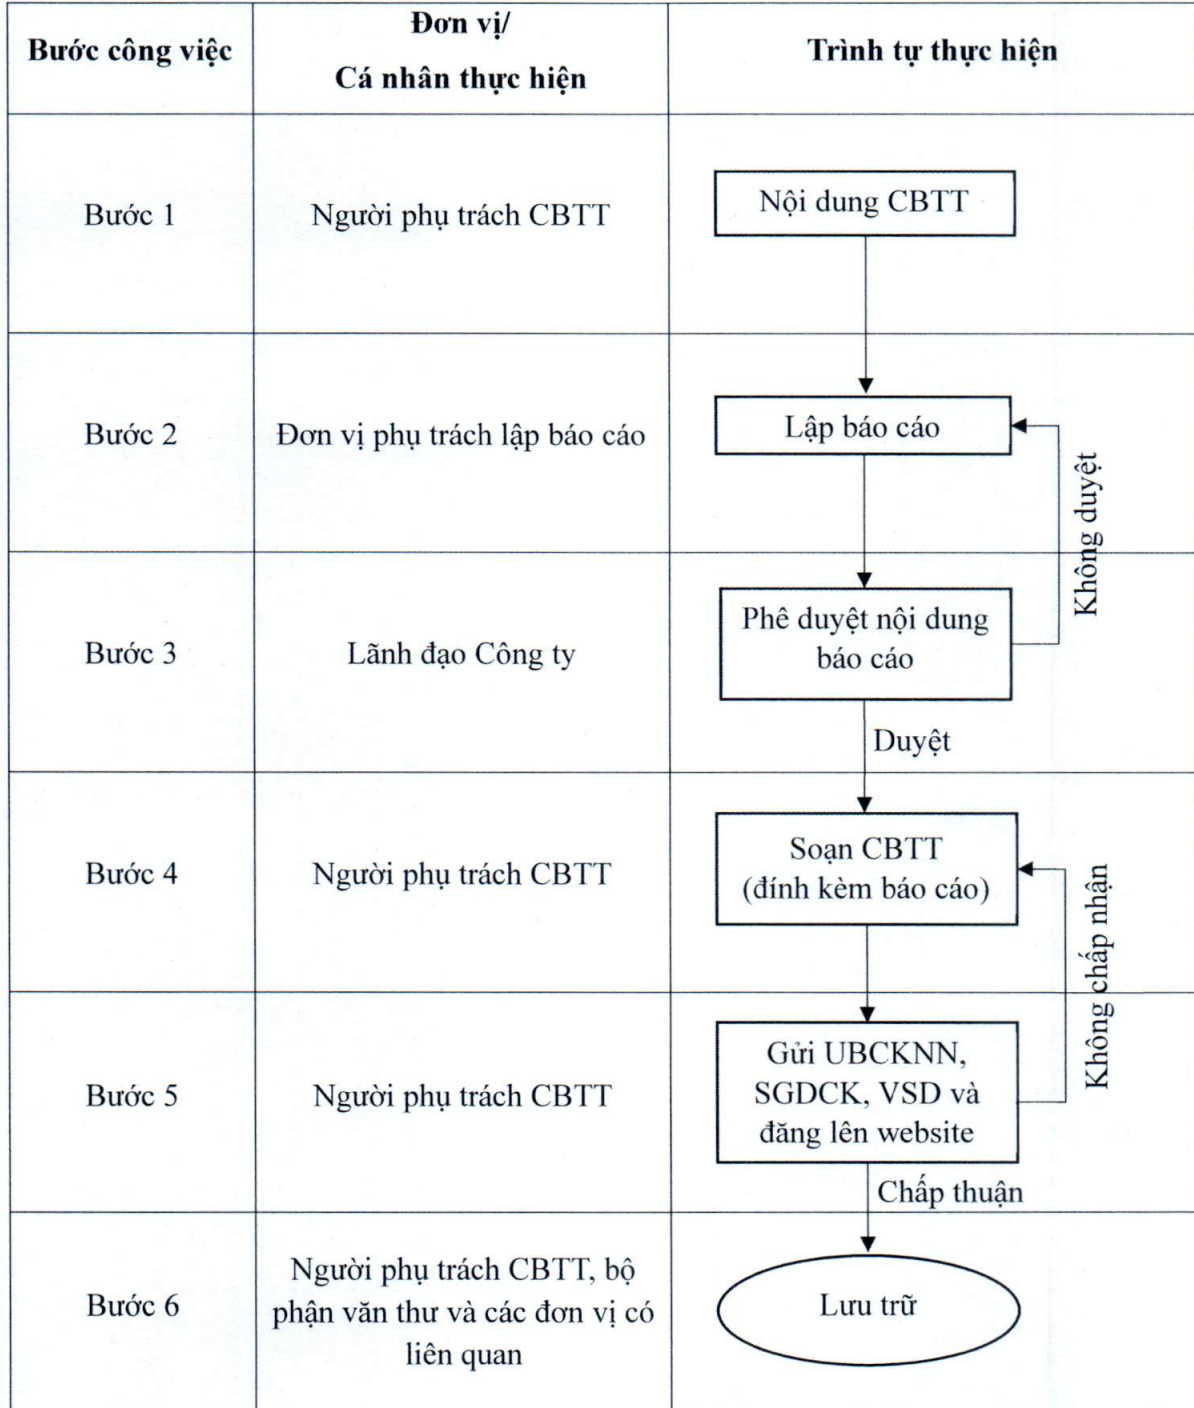 Bước công việc
Đơn vị/
Cá nhân thực hiện
Trình tự thực hiện
Bước 1
Người phụ trách CBTT
Nội dung CBTT
Bước 2
Đơn vị phụ trách lập báo cáo
Lập báo cáo
Không duyệt
Bước 3
Lãnh đạo Công ty
Phê duyệt nội dung
báo cáo
Duyệt
Bước 4
Người phụ trách CBTT
Soạn CBTT
(đính kèm báo cáo)
Không chấp nhận
Bước 5
Người phụ trách CBTT
Gửi UBCKNN,
SGDCK, VSD và
đăng lên website
Chấp thuận
Bước 6
Người phụ trách CBTT, bộ
phận văn thư và các đơn vị có
liên quan
Lưu trữ